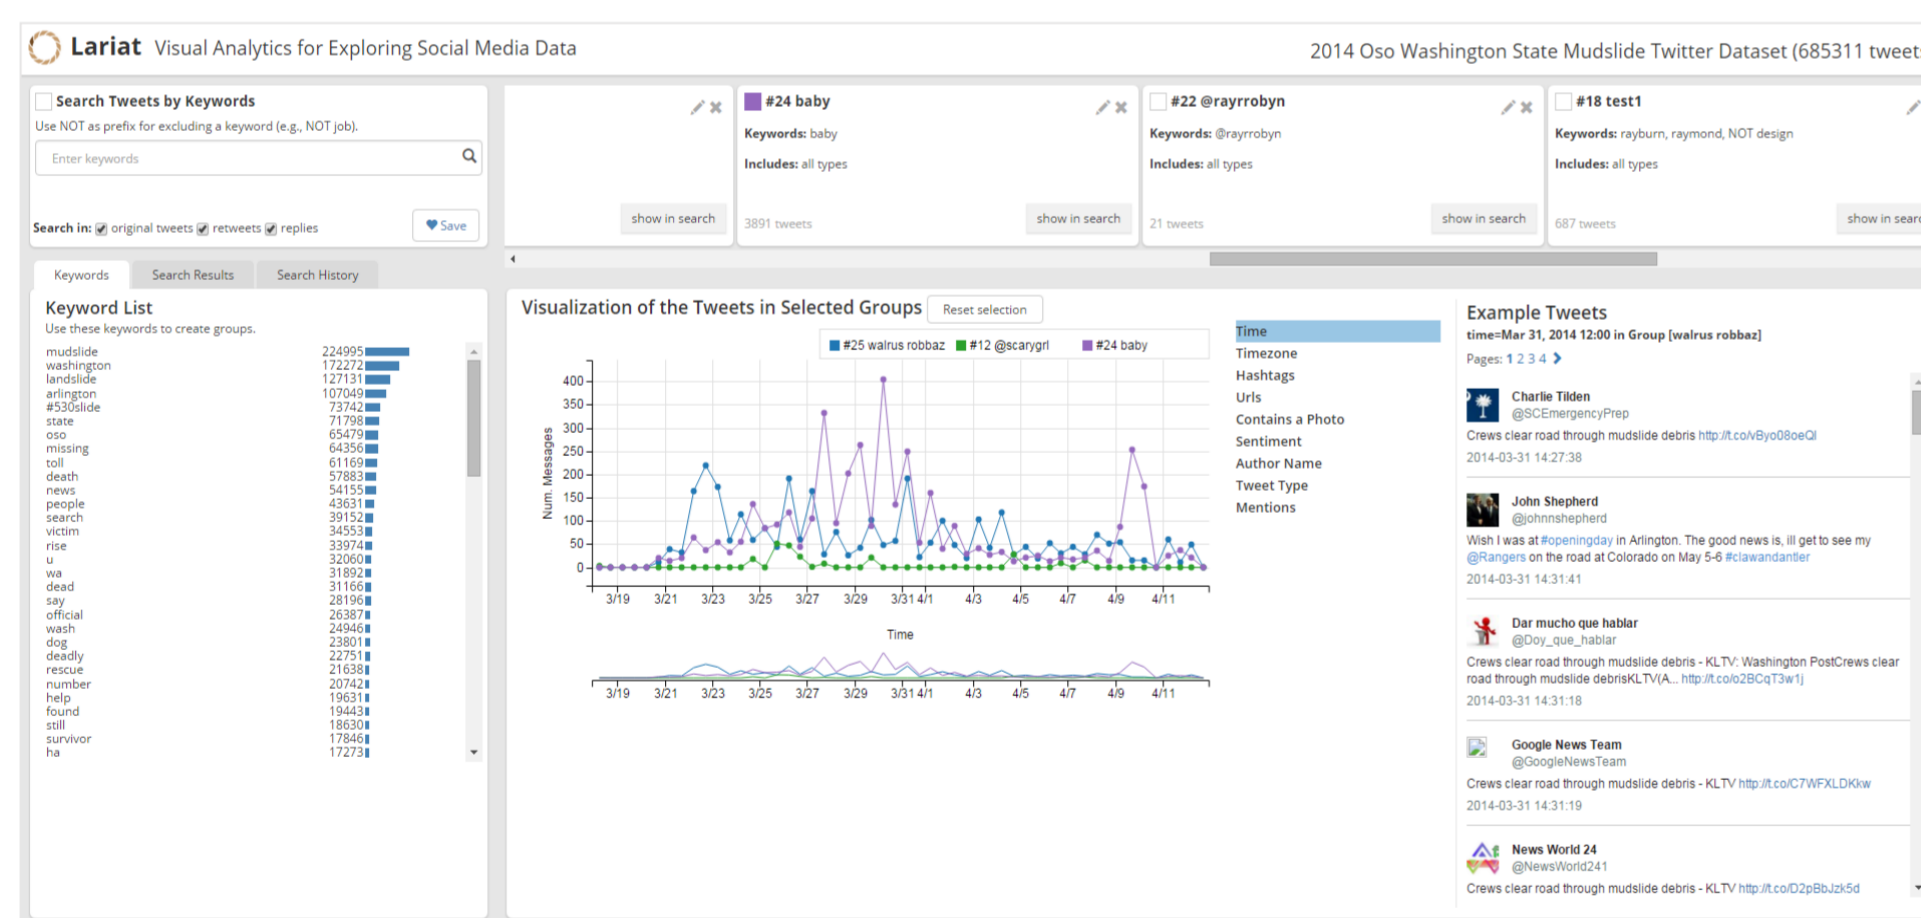 Lariat Visual Analytics for Exploring Social Media Data
2014 Oso Washington State Mudslide Twitter Dataset (685311 tweets
Search Tweets by Keywords
Use NOT as prefix for excluding a keyword (e.g., NOT job).
Enter keywords
Search in: original tweets retweets replies
Save
show in search
#24 baby
Keywords: baby
Includes: all types
3891 tweets
show in search
#22 @rayrrobyn
Keywords: @rayrrobyn
Includes: all types
21 tweets
show in search
#18 test1
Keywords: rayburn, raymond, NOT design
Includes: all types
687 tweets
show in sear
Keywords Search Results Search History
Keyword List
Use these keywords to create groups.
mudslide 224995
washington 172272
landslide 127131
arlington 107049
#530slide 73742
state 71798
oso 65479
missing 64356
toll 61169
death 57883
news 54155
people 43631
search 39152
victim 34553
rise 33974
u 32060
wa 31892
dead 31166
say 28196
official 26387
wash 24946
dog 23801
deadly 22751
rescue 21638
number 20742
help 19631
found 19443
still 18630
survivor 17846
ha 17273
Visualization of the Tweets in Selected Groups
Reset selection
#25 walrus robbaz #12 @scarygrl #24 baby
Num. Messages
400
350
300
250
200
150
100
50
0
3/19 3/21 3/23 3/25 3/27 3/29 3/31 4/1 4/3 4/5 4/7 4/9 4/11
Time
3/19 3/21 3/23 3/25 3/27 3/29 3/31 4/1 4/3 4/5 4/7 4/9 4/11
Time
Timezone
Hashtags
Urls
Contains a Photo
Sentiment
Author Name
Tweet Type
Mentions
Example Tweets
time=Mar 31, 2014 12:00 in Group [walrus robbaz]
Pages: 1 2 3 4
Charlie Tilden
@SCEmergencyPrep
Crews clear road through mudslide debris http://t.co/vByo08oeQl
2014-03-31 14:27:38
John Shepherd
@johnnshepherd
Wish I was at #openingday in Arlington. The good news is, ill get to see my
@Rangers on the road at Colorado on May 5-6 #clawandantler
2014-03-31 14:31:41
Dar mucho que hablar
@Doy_que_hablar
Crews clear road through mudslide debris - KLTV: Washington PostCrews clear
road through mudslide debrisKLTV(A... http://t.co/o2BCqT3w1j
2014-03-31 14:31:18
Google News Team
@GoogleNewsTeam
Crews clear road through mudslide debris - KLTV http://t.co/C7WFXLDKkw
2014-03-31 14:31:19
News World 24
@NewsWorld241
Crews clear road through mudslide debris - KLTV http://t.co/D2pBbJzk5d